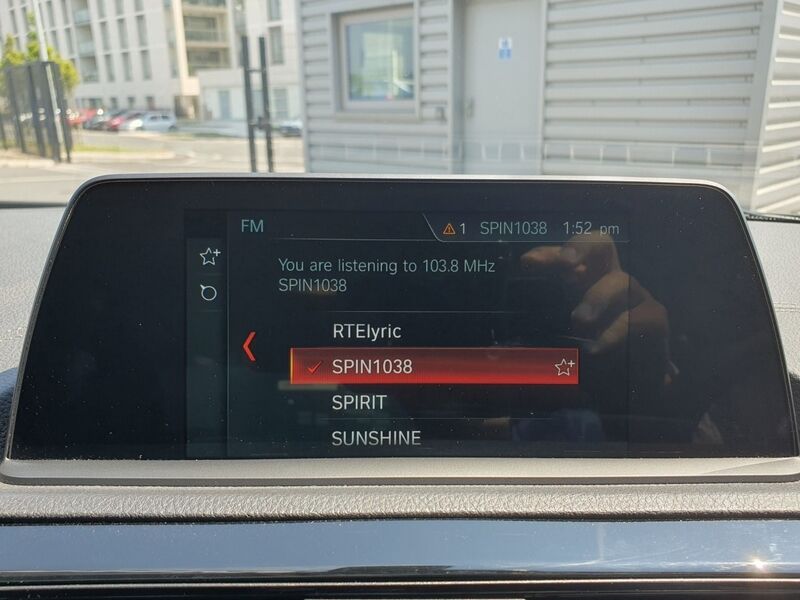 FM
1 SPIN1038 1:52 pm
You are listening to 103.8 MHz
SPIN1038
RTElyric
SPIN1038
SPIRIT
SUNSHINE